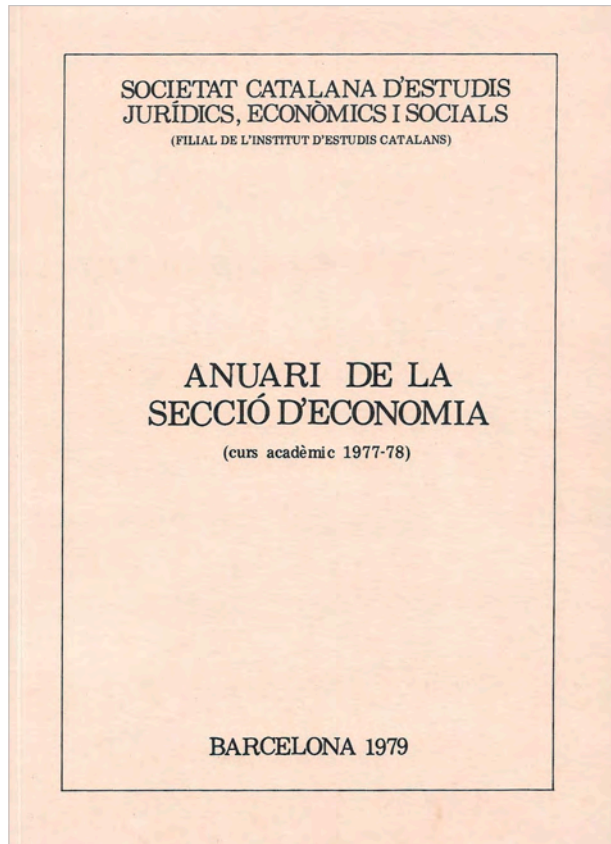 SOCIETAT CATALANA D'ESTUDIS
JURÍDICS, ECONÒMICS I SOCIALS
(FILIAL DE L'INSTITUT D'ESTUDIS CATALANS)
ANUARI DE LA
SECCIÓ D'ECONOMIA
(curs acadèmic 1977-78)
BARCELONA 1979